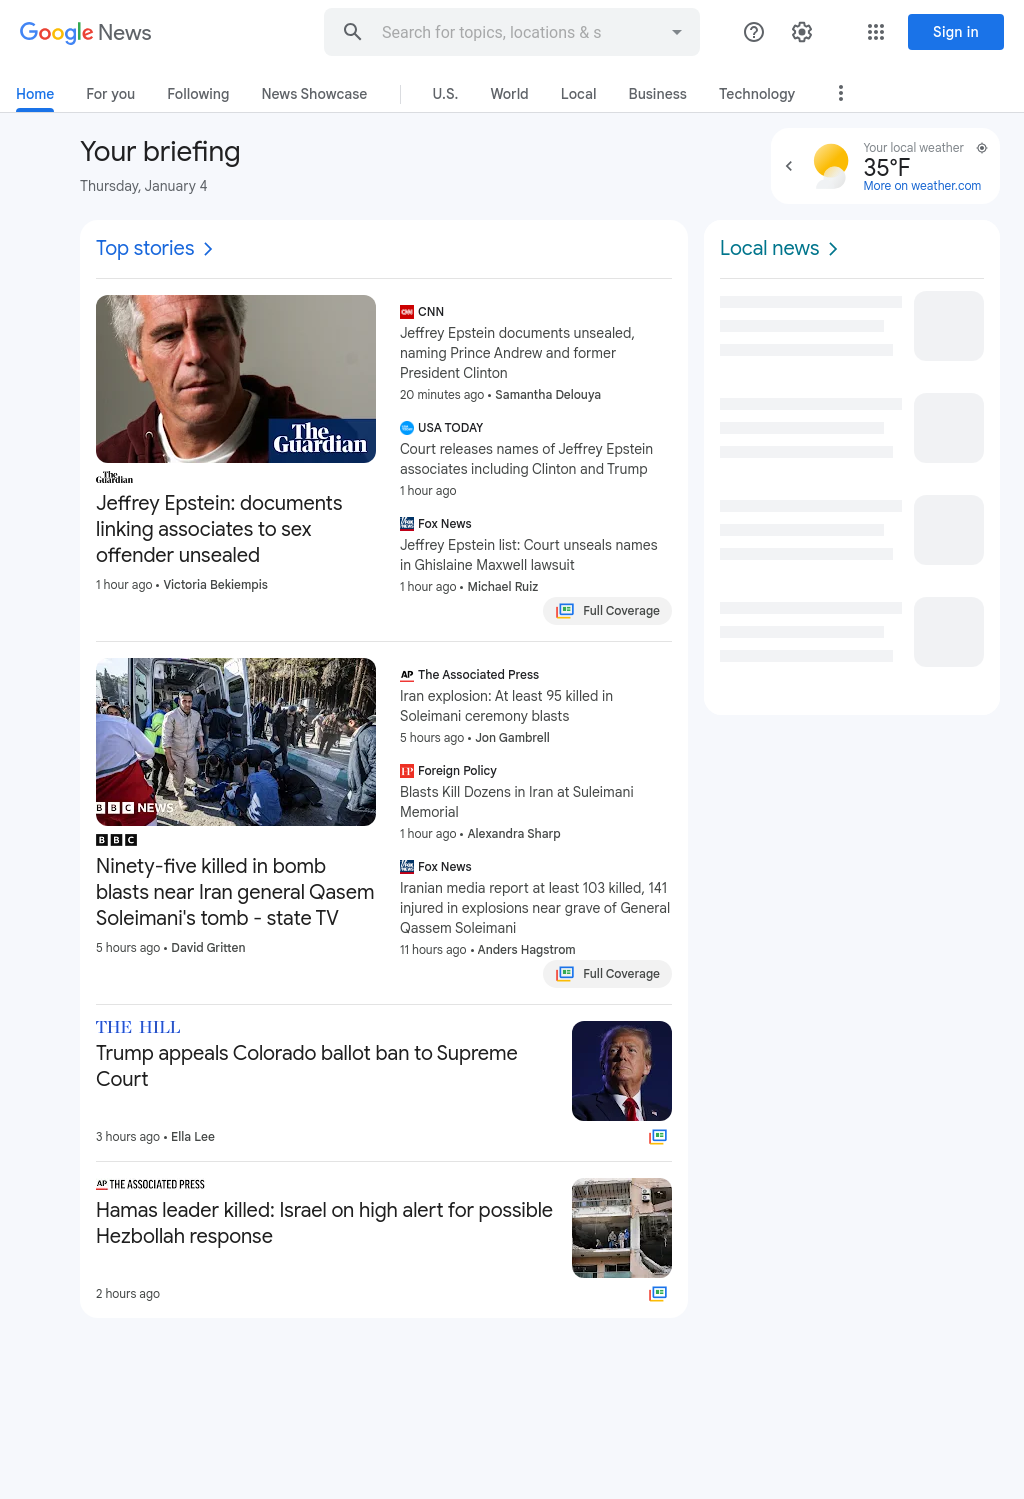 Google News
Search for topics, locations & s
Sign in
Home
For you
Following
News Showcase
U.S.
World
Local
Business
Technology
Your briefing
Thursday, January 4
Your local weather
35°F
More on weather.com
Top stories
The
Guardian
The
Guardian
Jeffrey Epstein: documents
linking associates to sex
offender unsealed
1 hour ago • Victoria Bekiempis
CNN
CNN
Jeffrey Epstein documents unsealed,
naming Prince Andrew and former
President Clinton
20 minutes ago • Samantha Delouya
USA TODAY
Court releases names of Jeffrey Epstein
associates including Clinton and Trump
1 hour ago
Fox News
Jeffrey Epstein list: Court unseals names
in Ghislaine Maxwell lawsuit
1 hour ago • Michael Ruiz
Full Coverage
BBC NEWS
BBC
Ninety-five killed in bomb
blasts near Iran general Qasem
Soleimani's tomb - state TV
5 hours ago • David Gritten
AP The Associated Press
Iran explosion: At least 95 killed in
Soleimani ceremony blasts
5 hours ago • Jon Gambrell
FP Foreign Policy
Blasts Kill Dozens in Iran at Suleimani
Memorial
1 hour ago • Alexandra Sharp
Fox News
Iranian media report at least 103 killed, 141
injured in explosions near grave of General
Qassem Soleimani
11 hours ago • Anders Hagstrom
Full Coverage
THE HILL
Trump appeals Colorado ballot ban to Supreme
Court
3 hours ago • Ella Lee
AP THE ASSOCIATED PRESS
Hamas leader killed: Israel on high alert for possible
Hezbollah response
2 hours ago
Local news